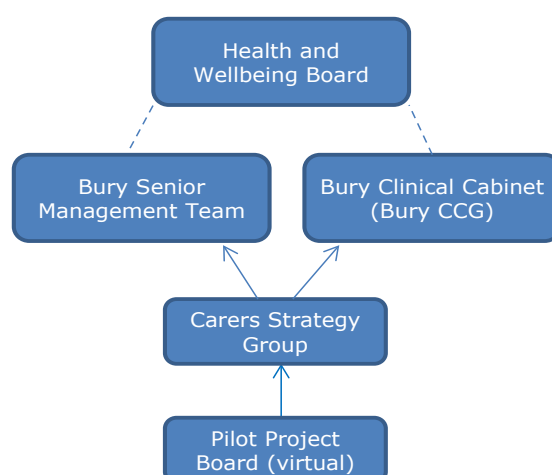 Health and
Wellbeing Board
Bury Senior
Management Team
Bury Clinical Cabinet
(Bury CCG)
Carers Strategy
Group
Pilot Project
Board (virtual)